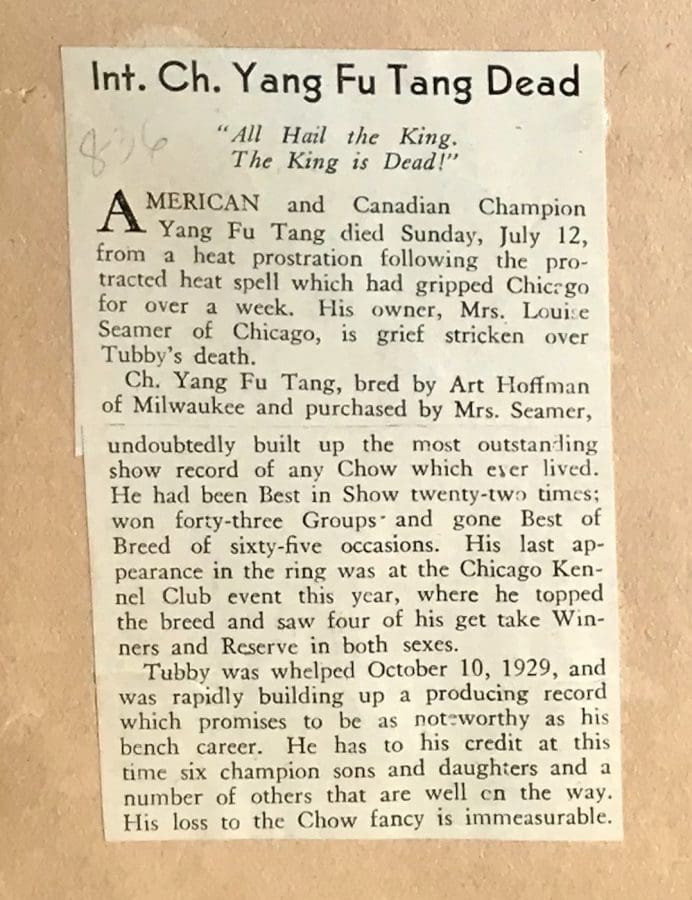 Int. Ch. Yang Fu Tang Dead
"All Hail the King.
The King is Dead!"
AMERICAN and Canadian Champion
Yang Fu Tang died Sunday, July 12,
from a heat prostration following the pro-
tracted heat spell which had gripped Chicago
for over a week. His owner, Mrs. Louise
Seamer of Chicago, is grief stricken over
Tubby's death.
Ch. Yang Fu Tang, bred by Art Hoffman
of Milwaukee and purchased by Mrs. Seamer,
undoubtedly built up the most outstanding
show record of any Chow which ever lived.
He had been Best in Show twenty-two times;
won forty-three Groups and gone Best of
Breed of sixty-five occasions. His last ap-
pearance in the ring was at the Chicago Ken-
nel Club event this year, where he topped
the breed and saw four of his get take Win-
ners and Reserve in both sexes.
Tubby was whelped October 10, 1929, and
was rapidly building up a producing record
which promises to be as noteworthy as his
bench career. He has to his credit at this
time six champion sons and daughters and a
number of others that are well on the way.
His loss to the Chow fancy is immeasurable.